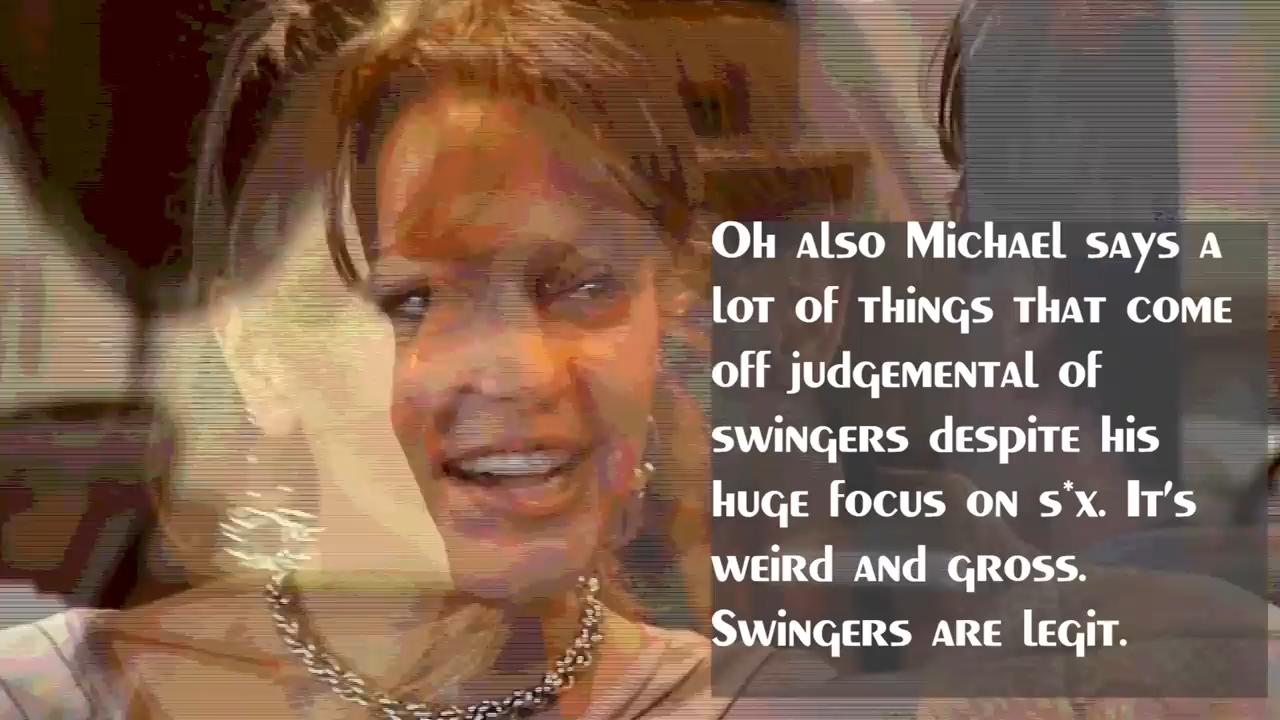 Oh also Michael says a
lot of things that come
off judgemental of
swingers despite his
huge focus on s*x. It's
weird and gross.
Swingers are legit.